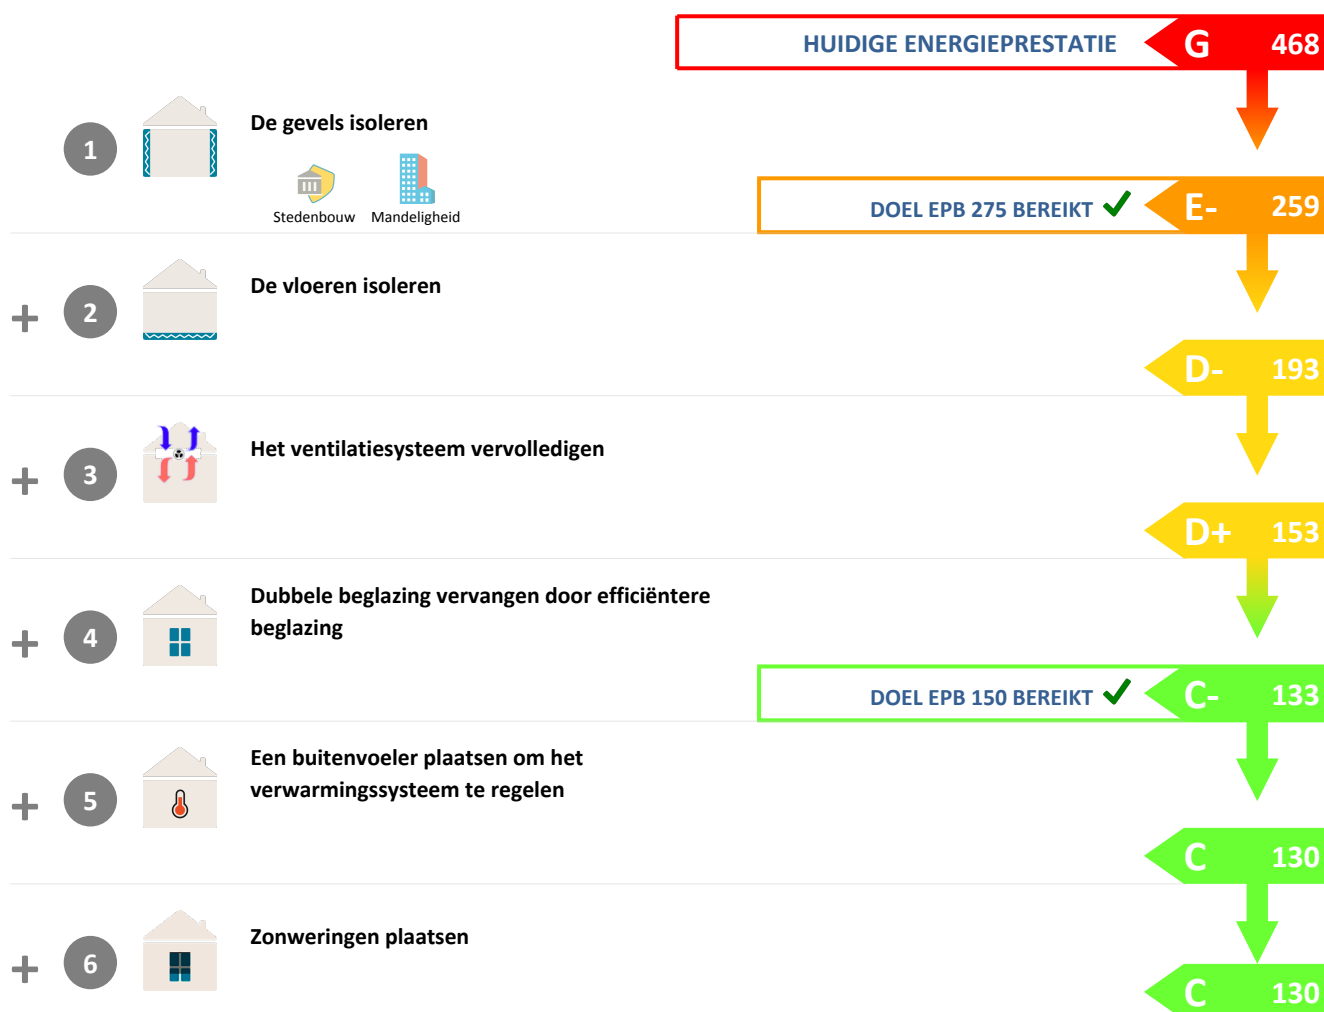 HUIDIGE ENERGIEPRESTATIE G 468
1 De gevels isoleren
Stedenbouw Mandeligheid
DOEL EPB 275 BEREIKT E- 259
+ 2 De vloeren isoleren
D- 193
+ 3 Het ventilatiesysteem vervolledigen
D+ 153
+ 4 Dubbele beglazing vervangen door efficiëntere
beglazing
DOEL EPB 150 BEREIKT C- 133
+ 5 Een buitenvoeler plaatsen om het
verwarmingssysteem te regelen
C 130
+ 6 Zonweringen plaatsen
C 130